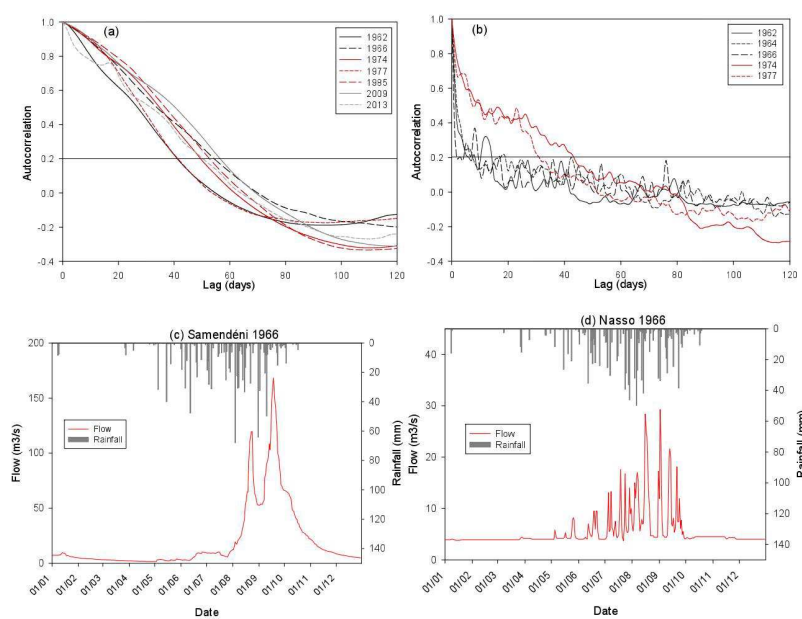 (a)
1.0
0.8
0.6
0.4
0.2
0.0
-0.2
-0.4
Autocorrelation
0 20 40 60 80 100 120
Lag (days)
1962
1966
1974
1977
1985
2009
2013
(b)
1.0
0.8
0.6
0.4
0.2
0.0
-0.2
-0.4
Autocorrelation
0 20 40 60 80 100 120
Lag (days)
1962
1964
1966
1974
1977
(c) Samendéni 1966
200
150
100
50
0
Flow (m3/s)
0
20
40
60
80
100
120
140
Rainfall (mm)
Flow
Rainfall
01/01 01/02 01/03 01/04 01/05 01/06 01/07 01/08 01/09 01/10 01/11 01/12
Date
(d) Nasso 1966
40
30
20
10
0
Flow (m3/s)
0
20
40
60
80
100
120
140
Rainfall (mm)
Flow
Rainfall
01/01 01/02 01/03 01/04 01/05 01/06 01/07 01/08 01/09 01/10 01/11 01/12
Date